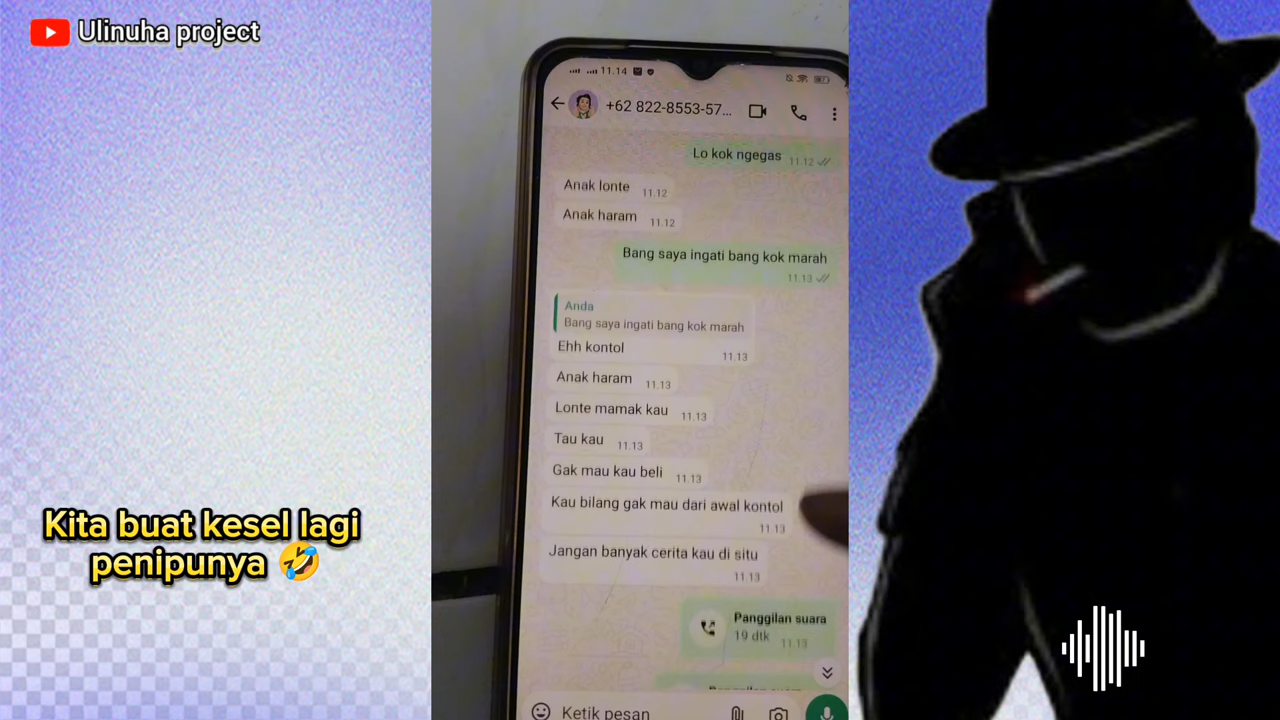 Ulinuha project
11.14
+62 822-8553-57...
Lo kok ngegas 11.12
Anak lonte 11.12
Anak haram 11.12
Bang saya ingati bang kok marah
11.13
Anda
Bang saya ingati bang kok marah
Ehh kontol 11.13
Anak haram 11.13
Lonte mamak kau 11.13
Tau kau 11.13
Gak mau kau beli 11.13
Kau bilang gak mau dari awal kontol
11.13
Jangan banyak cerita kau di situ
11.13
Panggilan suara
19 dtk 11.13
Ketik pesan
Kita buat kesel lagi
penipunya 🤣